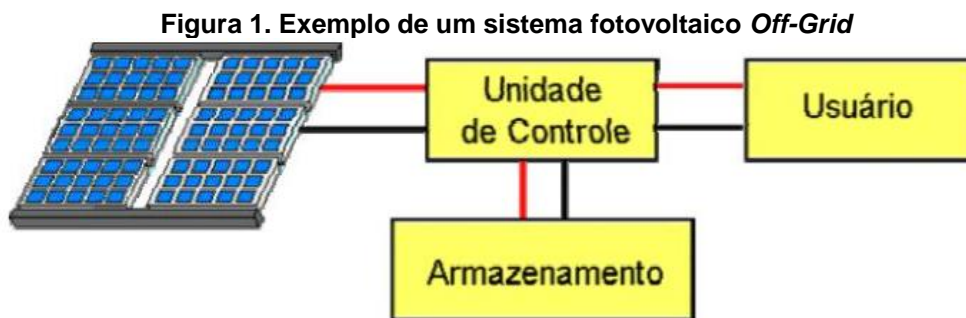 Figura 1. Exemplo de um sistema fotovoltaico Off-Grid
Unidade
de Controle
Usuário
Armazenamento